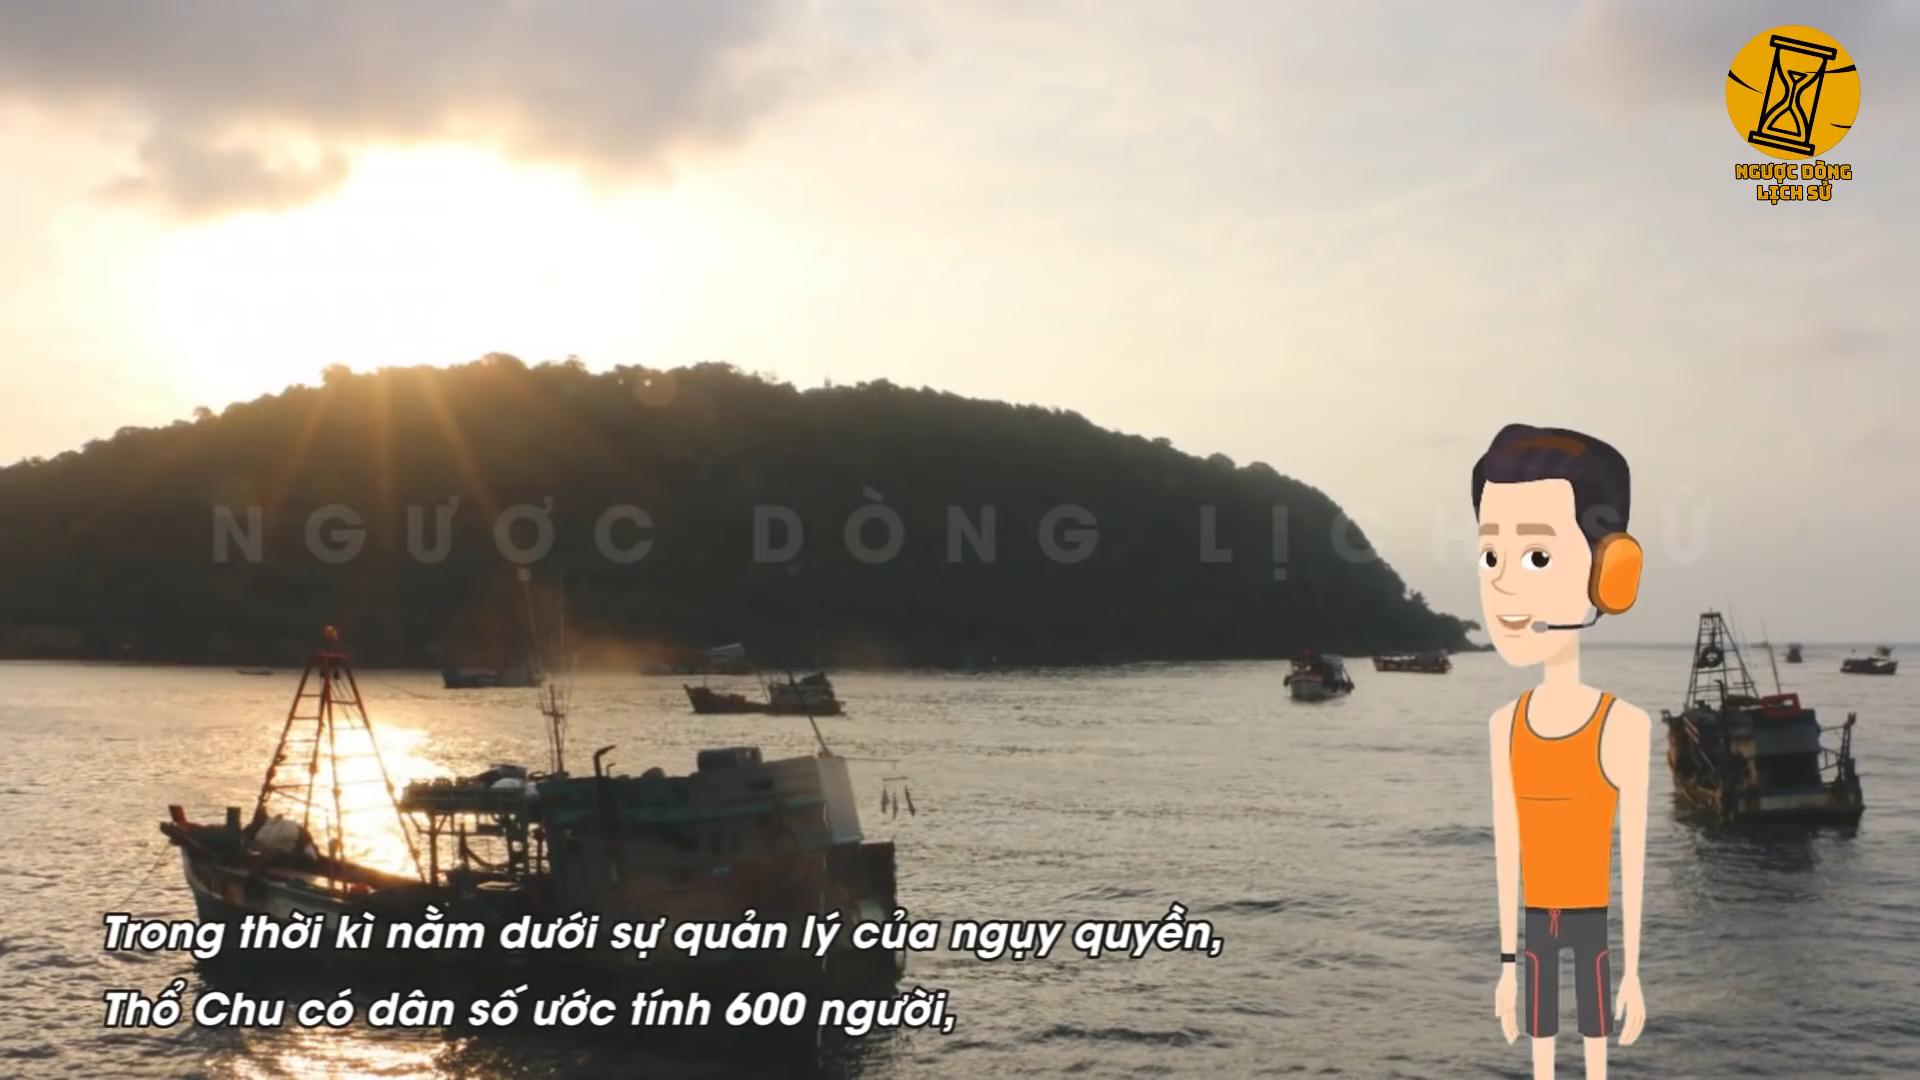 NGƯỢC DÒNG
LỊCH SỬ
NGƯỢC DÒNG LỊCH SỬ
Trong thời kì nằm dưới sự quản lý của ngụy quyền,
Thổ Chu có dân số ước tính 600 người,